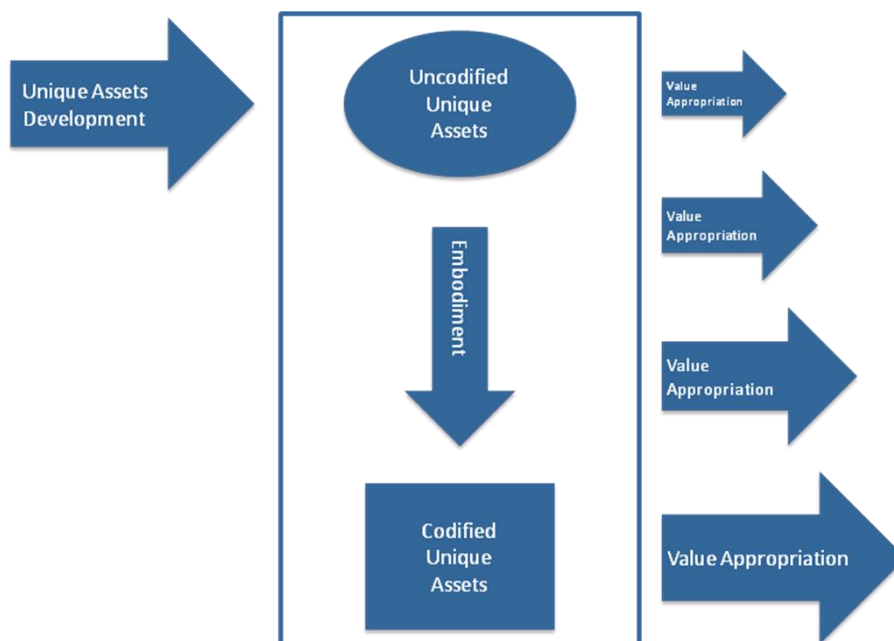 Unique Assets
Development
Uncodified
Unique
Assets
Embodiment
Codified
Unique
Assets
Value
Appropriation
Value
Appropriation
Value
Appropriation
Value Appropriation